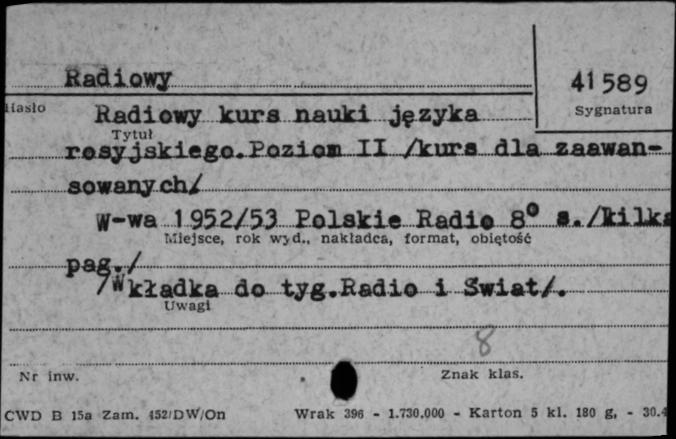 Radiowy
41589
Hasło
Sygnatura
Radiowy kurs nauki języka
Tytuł
rosyjskiego.Poziom II /kurs dla zaawan-
sowanych/
W-wa 1952/53 Polskie Radio 8° s./kilka
Miejsce, rok wyd., nakładca, format, objętość
pag./
/Wkładka do tyg.Radio i Świat/.
Uwagi
8
Nr inw.
Znak klas.
CWD B 15a Zam. 452/DW/On Wrak 396 - 1.730.000 - Karton 5 kl. 180 g, - 30.4